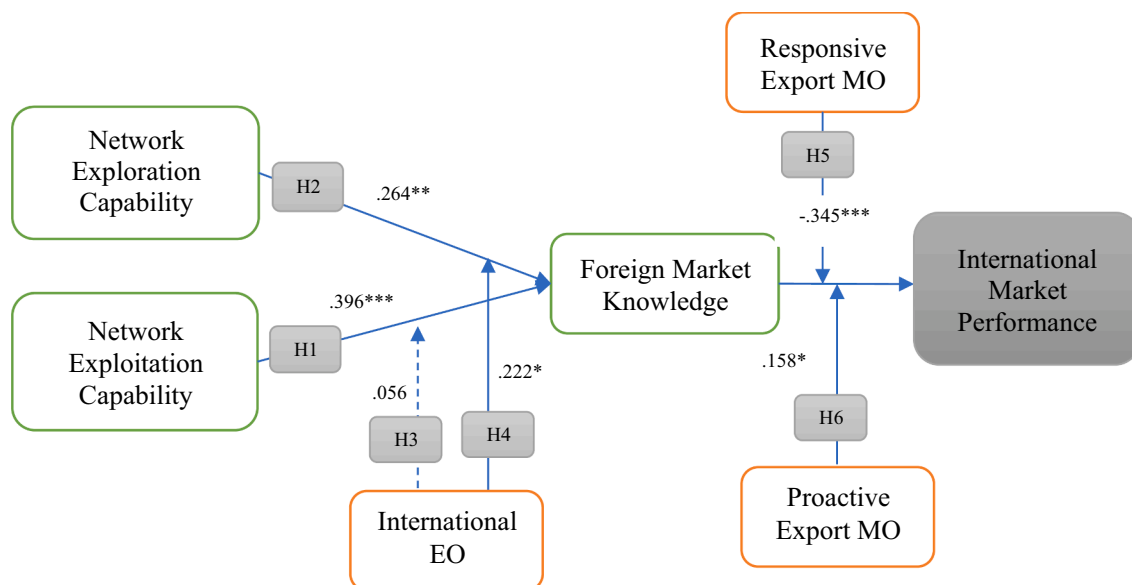 Responsive
Export MO
Network
Exploration
Capability
H2
.264**
H5
-.345***
Foreign Market
Knowledge
International
Market
Performance
Network
Exploitation
Capability
H1
.396***
.056
H3
.222*
H4
.158*
H6
International
EO
Proactive
Export MO